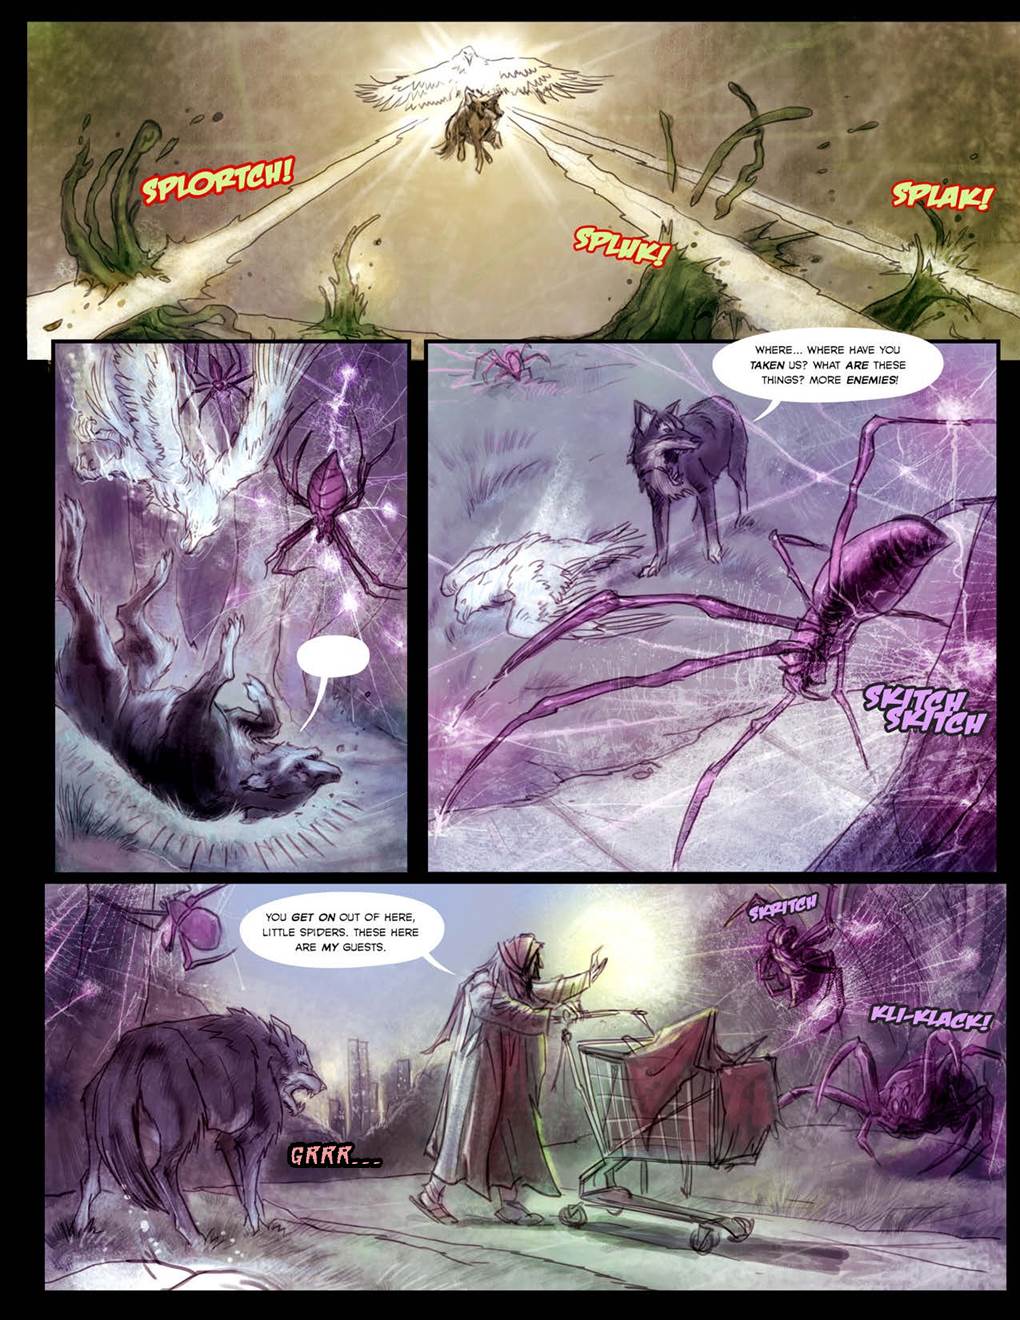 SPLORTCH!
SPLUK!
SPLAK!
WHERE... WHERE HAVE YOU
TAKEN US? WHAT ARE THESE
THINGS? MORE ENEMIES!
SKITCH
SKITCH
YOU GET ON OUT OF HERE,
LITTLE SPIDERS. THESE HERE
ARE MY GUESTS.
GRRR...
SKRITCH
KLI-KLACK!